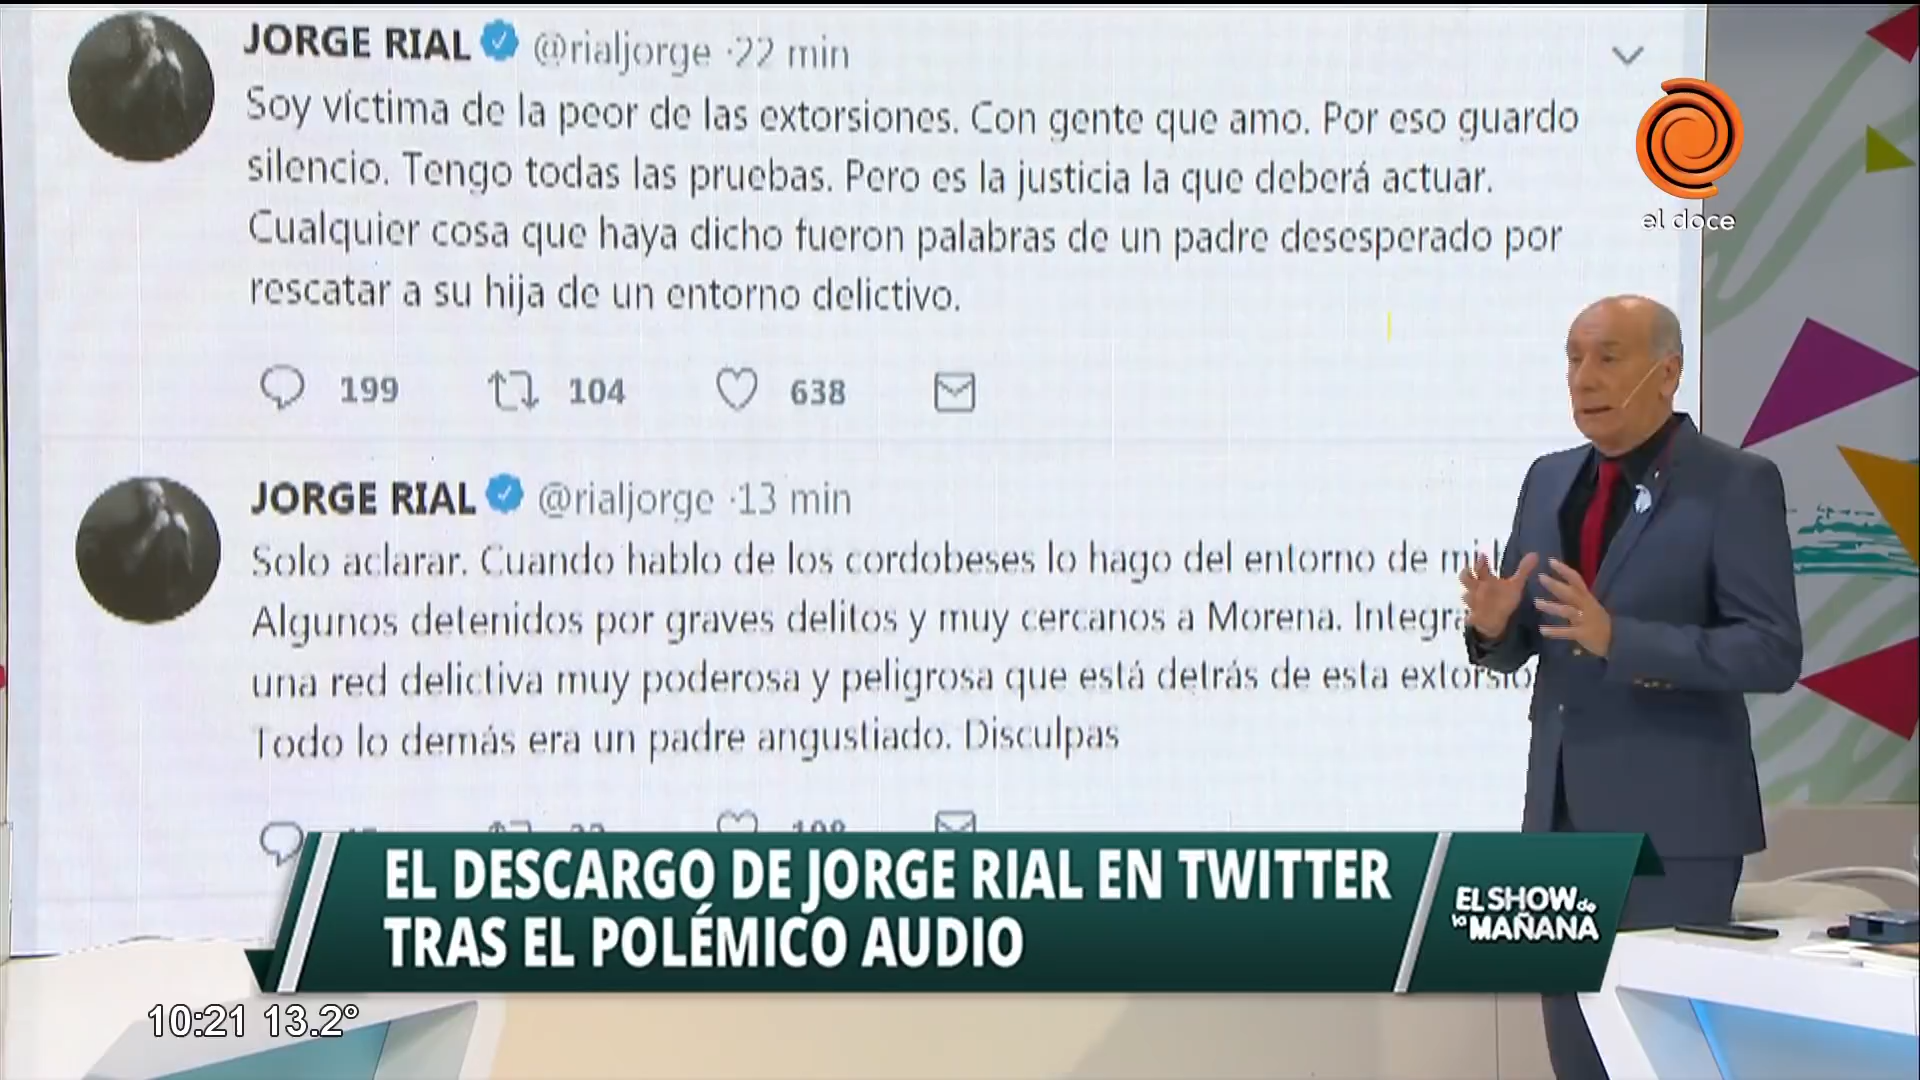 JORGE RIAL @rialjorge ·22 min
Soy víctima de la peor de las extorsiones. Con gente que amo. Por eso guardo
silencio. Tengo todas las pruebas. Pero es la justicia la que deberá actuar.
Cualquier cosa que haya dicho fueron palabras de un padre desesperado por
rescatar a su hija de un entorno delictivo.
199 104 638
el doce
JORGE RIAL @rialjorge ·13 min
Solo aclarar. Cuando hablo de los cordobeses lo hago del entorno de mi
Algunos detenidos por graves delitos y muy cercanos a Morena.
una red delictiva muy poderosa y peligrosa que está detrás de esta
Todo lo demás era un padre angustiado. Disculpas
EL DESCARGO DE JORGE RIAL EN TWITTER
TRAS EL POLÉMICO AUDIO
EL SHOW de
la MAÑANA
10:21 13.2°